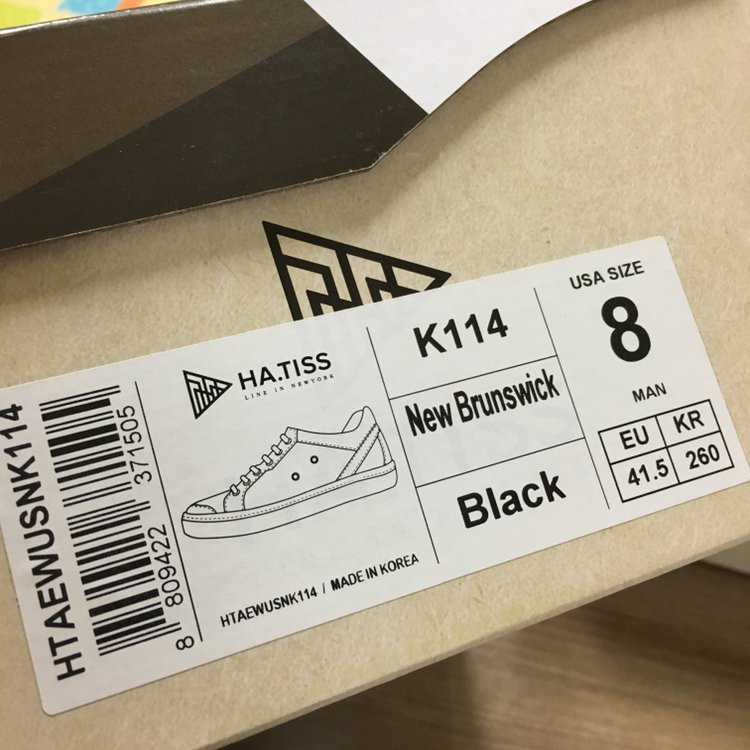 HTAEWUSNK114
8 809422 371505
HA.TISS
LINE IN NEWYORK
HTAEWUSNK114 / MADE IN KOREA
K114
New Brunswick
Black
USA SIZE
8
MAN
EU KR
41.5 260